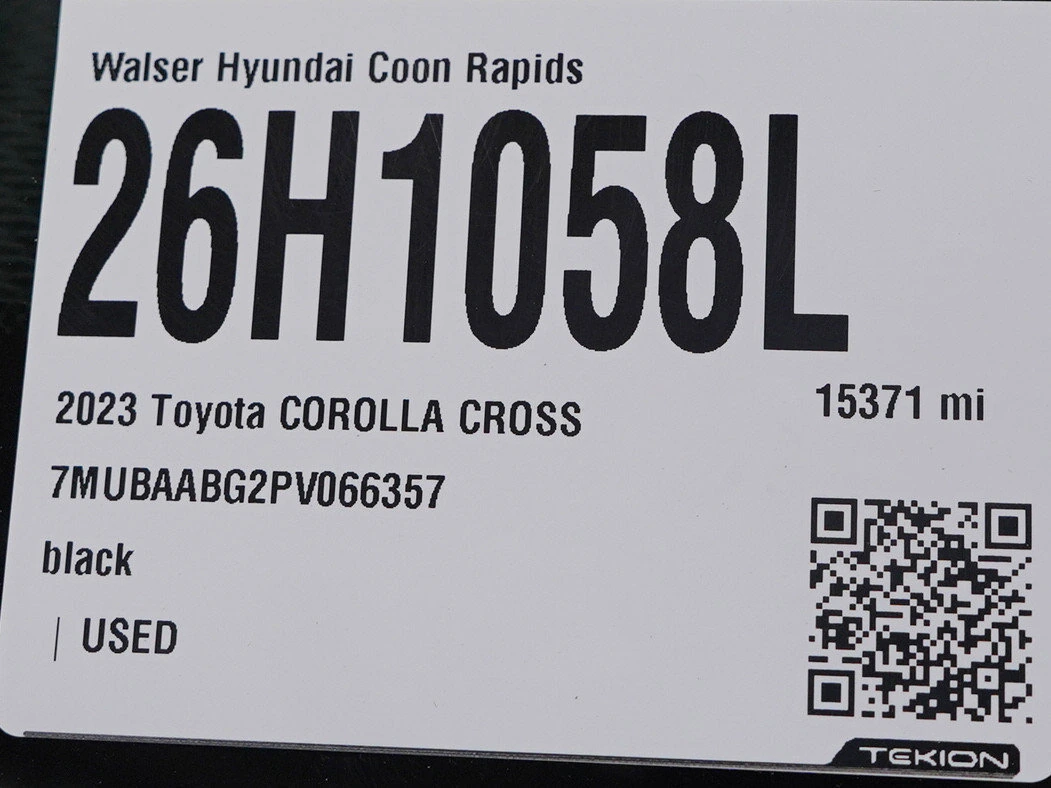 Walser Hyundai Coon Rapids
26H1058L
2023 Toyota COROLLA CROSS
15371 mi
7MUBAABG2PV066357
black
| USED
TEKION